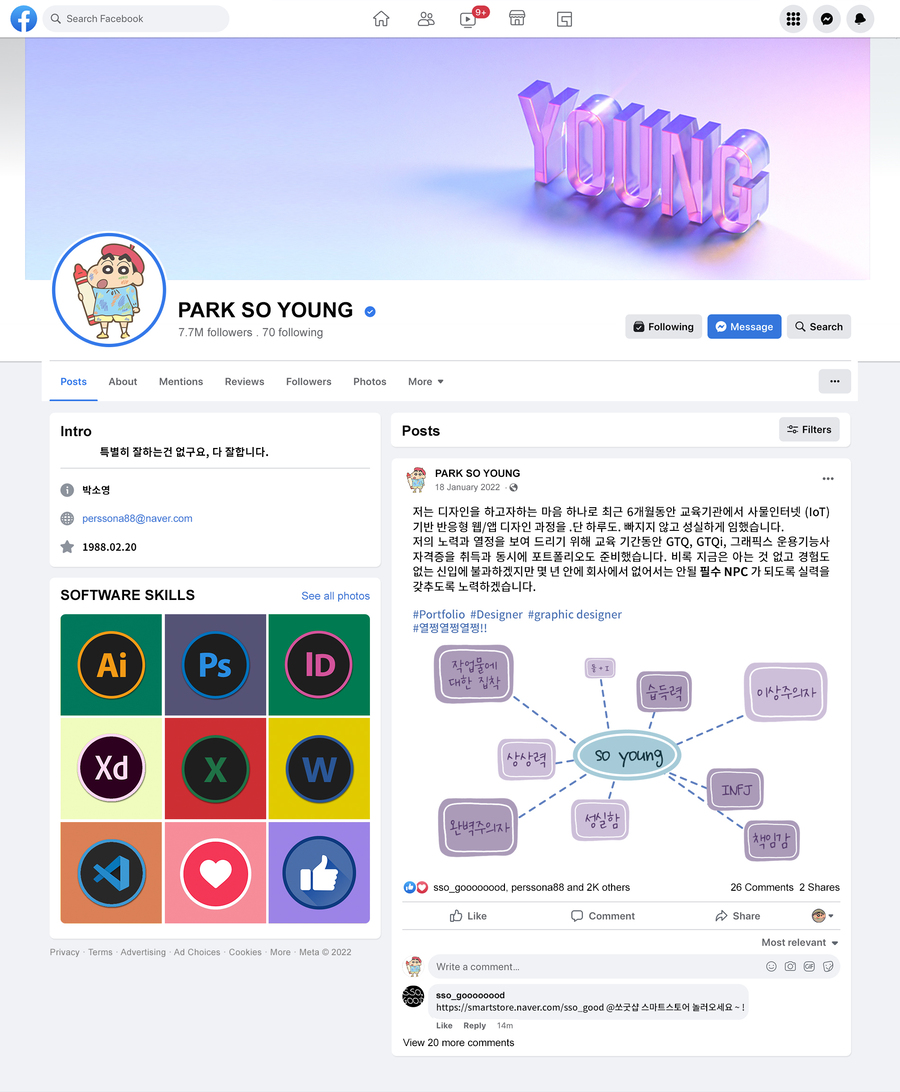 Search Facebook
9+
YOUNG
PARK SO YOUNG
7.7M followers . 70 following
Following
Message
Search
Posts
About
Mentions
Reviews
Followers
Photos
More
Intro
특별히 잘하는건 없구요, 다 잘합니다.
박소영
perssona88@naver.com
1988.02.20
SOFTWARE SKILLS
See all photos
Ai
Ps
ID
Xd
X
W
Privacy · Terms · Advertising · Ad Choices · Cookies · More · Meta © 2022
Posts
Filters
PARK SO YOUNG
18 January 2022 ·
저는 디자인을 하고자하는 마음 하나로 최근 6개월동안 교육기관에서 사물인터넷 (IoT)
기반 반응형 웹/앱 디자인 과정을 .단 하루도. 빠지지 않고 성실하게 임했습니다.
저의 노력과 열정을 보여 드리기 위해 교육 기간동안 GTQ, GTQi, 그래픽스 운용기능사
자격증을 취득과 동시에 포트폴리오도 준비했습니다. 비록 지금은 아는 것 없고 경험도
없는 신입에 불과하겠지만 몇 년 안에 회사에서 없어서는 안될 필수 NPC 가 되도록 실력을
갖추도록 노력하겠습니다.
#Portfolio #Designer #graphic designer
#열쩡열쩡열쩡!!
작업물에
대한 집착
습득력
이상주의자
상상력
so young
INFJ
완벽주의자
성실함
책임감
sso_goooooood, perssona88 and 2K others
26 Comments 2 Shares
Like
Comment
Share
Most relevant
Write a comment...
GIF
SSO
GOOD
sso_goooooood
https://smartstore.naver.com/sso_good @쏘굿샵 스마트스토어 놀러오세요 ~ !
Like Reply 14m
View 20 more comments